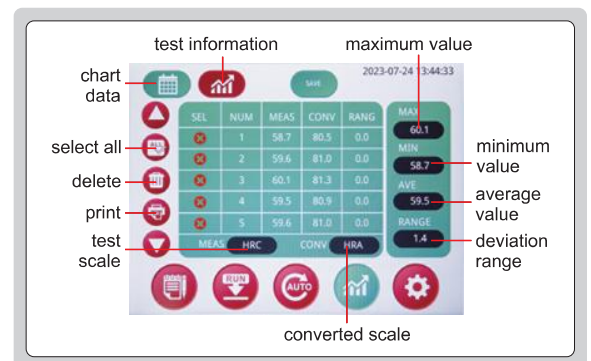 test information
maximum value
chart
data
SAVE
2023-07-24 13:44:33
SEL NUM MEAS CONV RANG
1 58.7 80.5 0.0
2 59.6 81.0 0.0
3 60.1 81.3 0.0
4 59.5 80.9 0.0
5 59.6 81.0 0.0
MEAS HRC CONV HRA
MAX
60.1
MIN
58.7
AVE
59.5
RANGE
1.4
select all
ALL
delete
print
test
scale
minimum
value
average
value
deviation
range
RUN
AUTO
converted scale